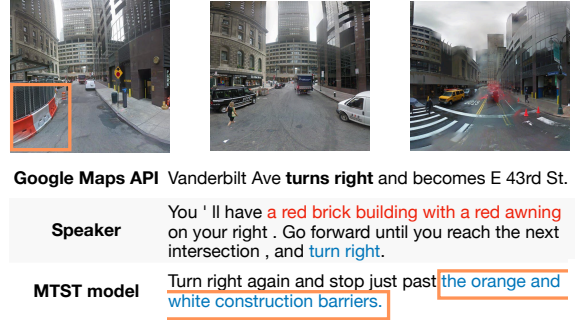 Google Maps API Vanderbilt Ave turns right and becomes E 43rd St.
Speaker
You ' ll have a red brick building with a red awning
on your right . Go forward until you reach the next
intersection , and turn right.
MTST model
Turn right again and stop just past the orange and
white construction barriers.